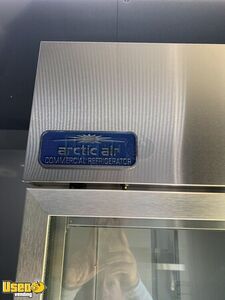 arctic air
COMMERCIAL REFRIGERATOR
Used
Vending